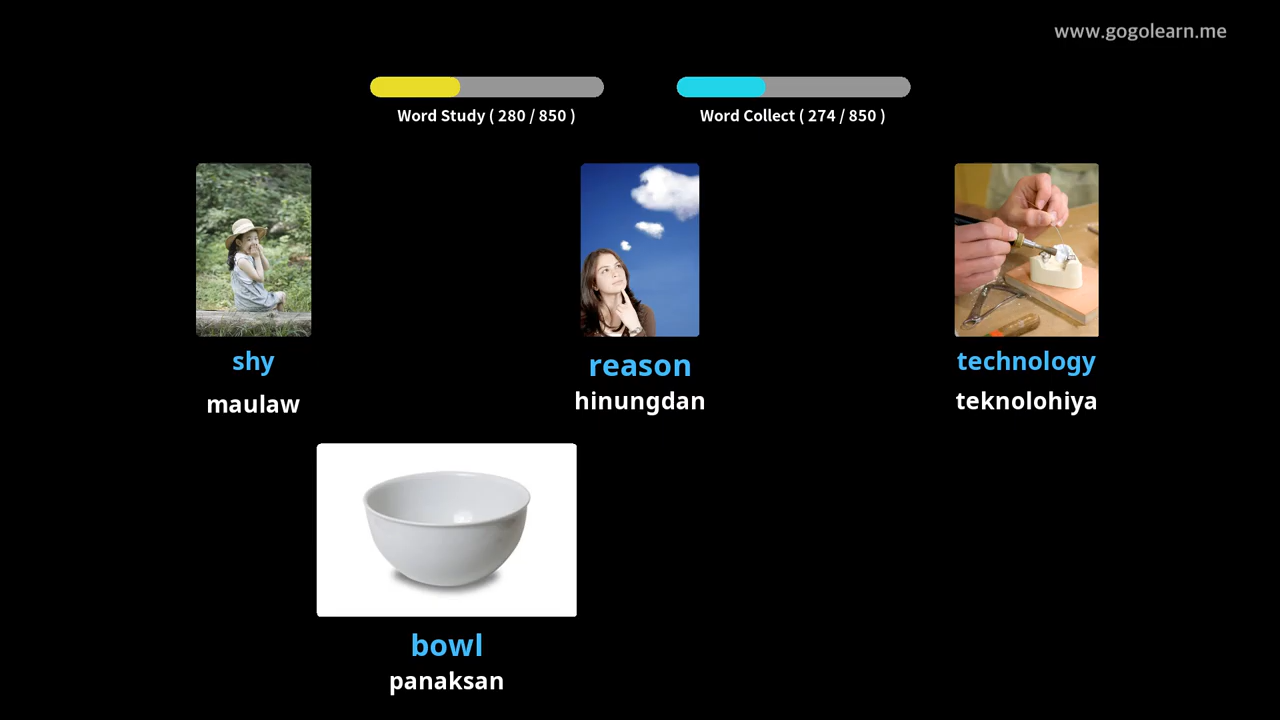 www.gogolearn.me
Word Study ( 280 / 850 )
Word Collect ( 274 / 850 )
shy
maulaw
reason
hinungdan
technology
teknolohiya
bowl
panaksan